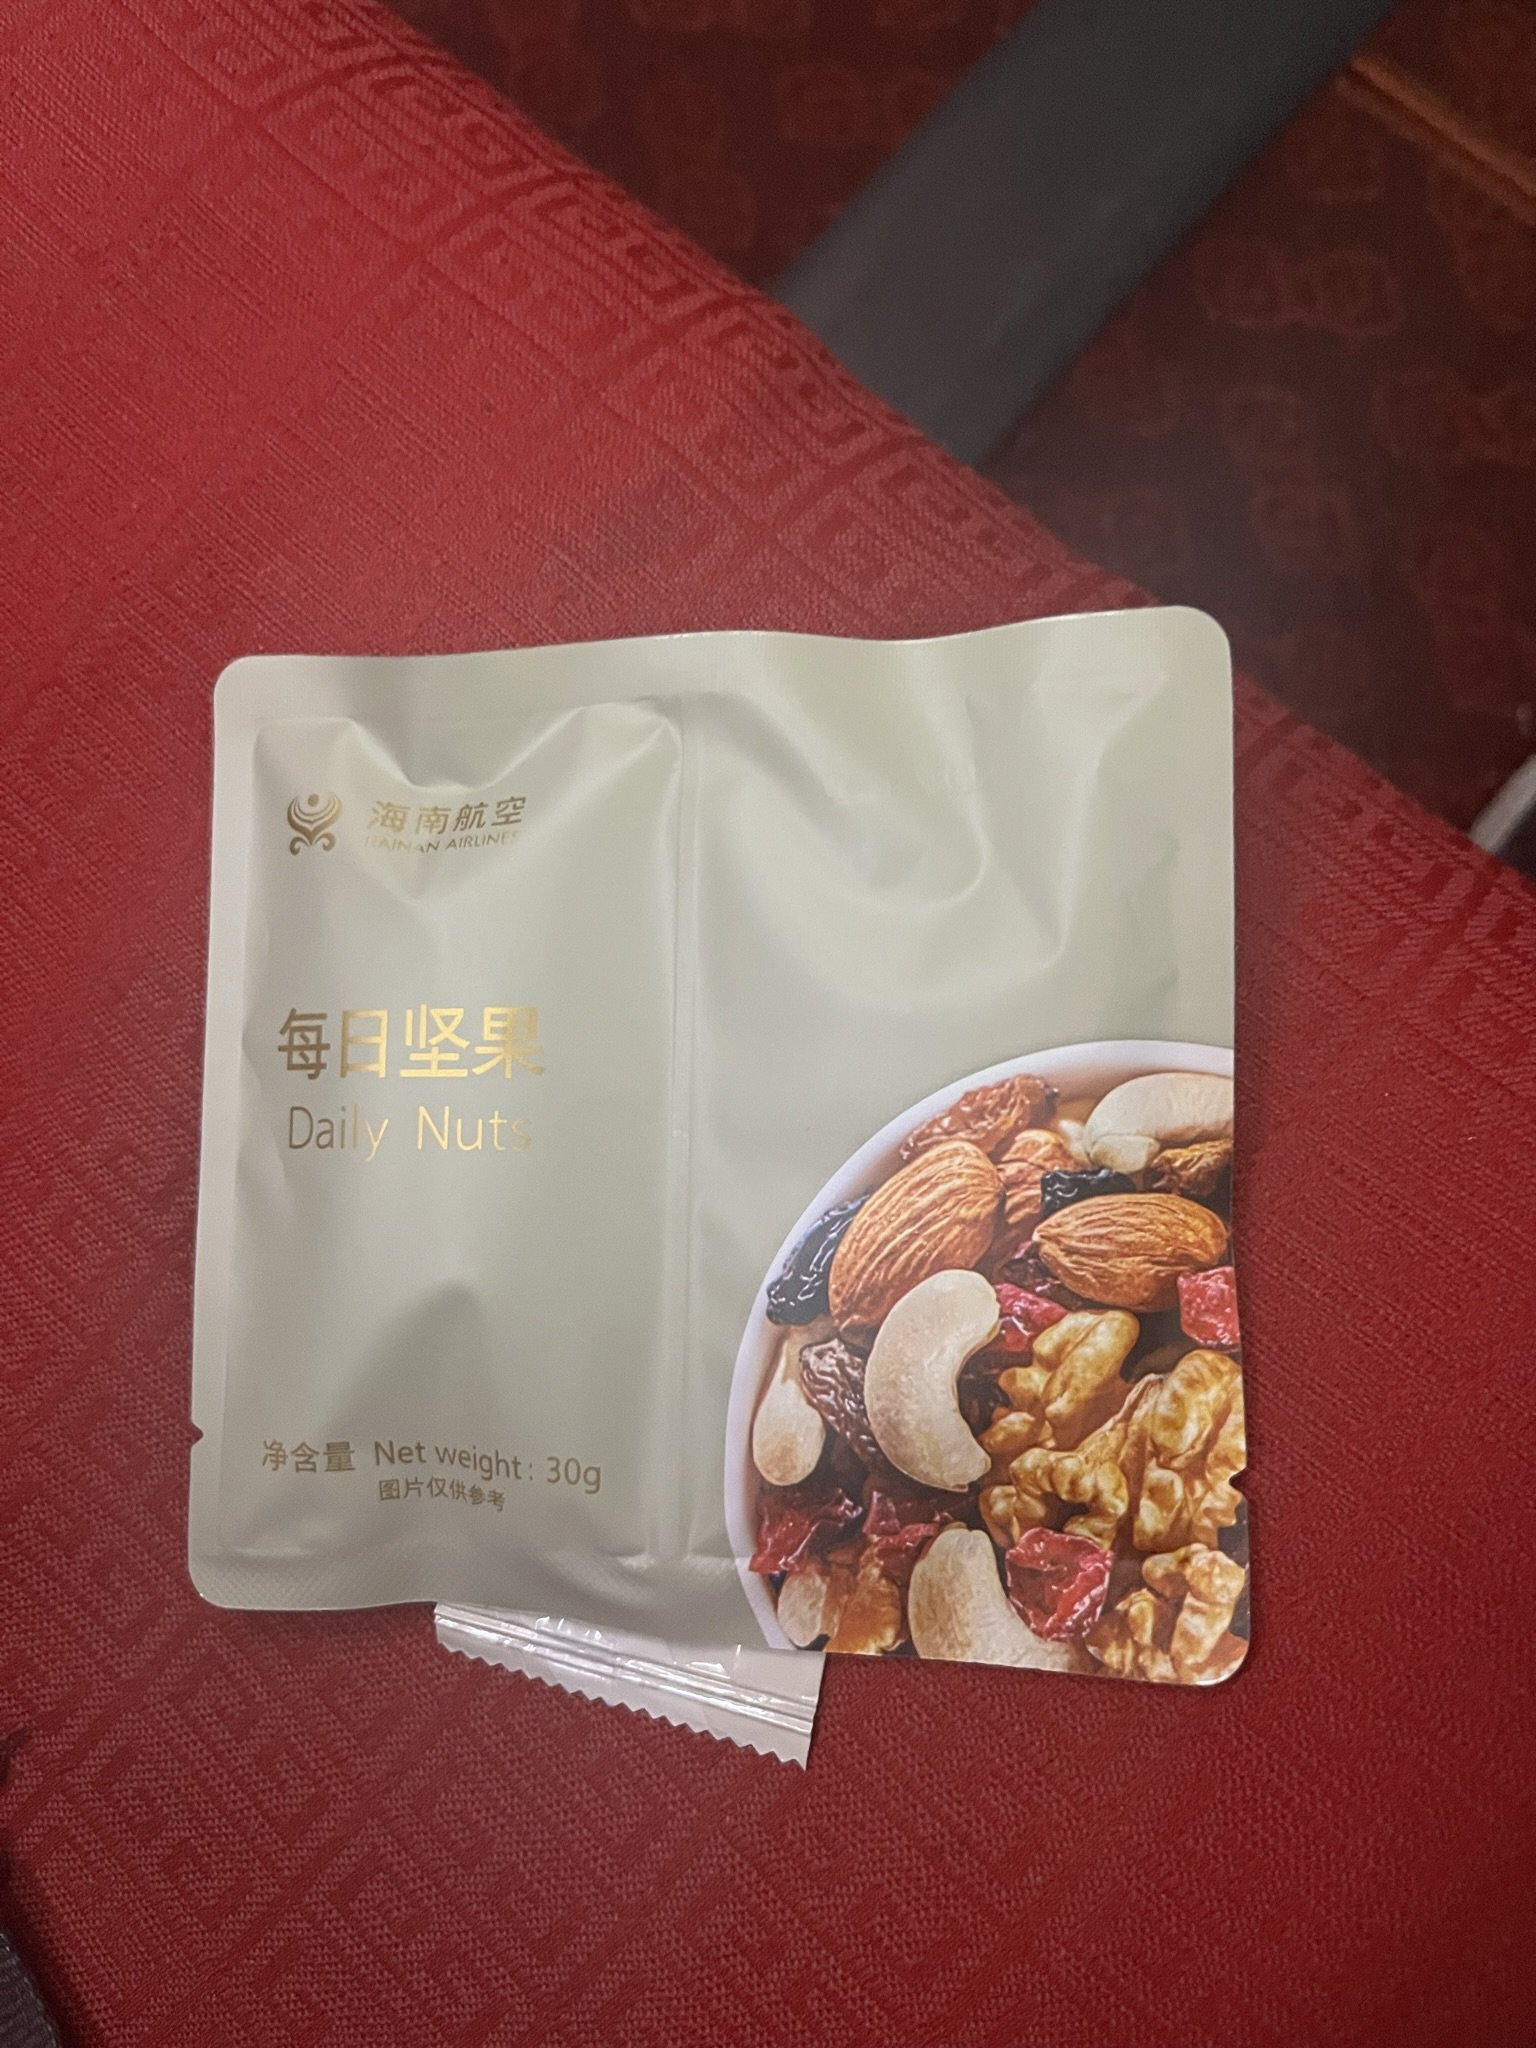 海南航空
HAINAN AIRLINES
每日坚果
Daily Nuts
净含量 Net weight: 30g
图片仅供参考